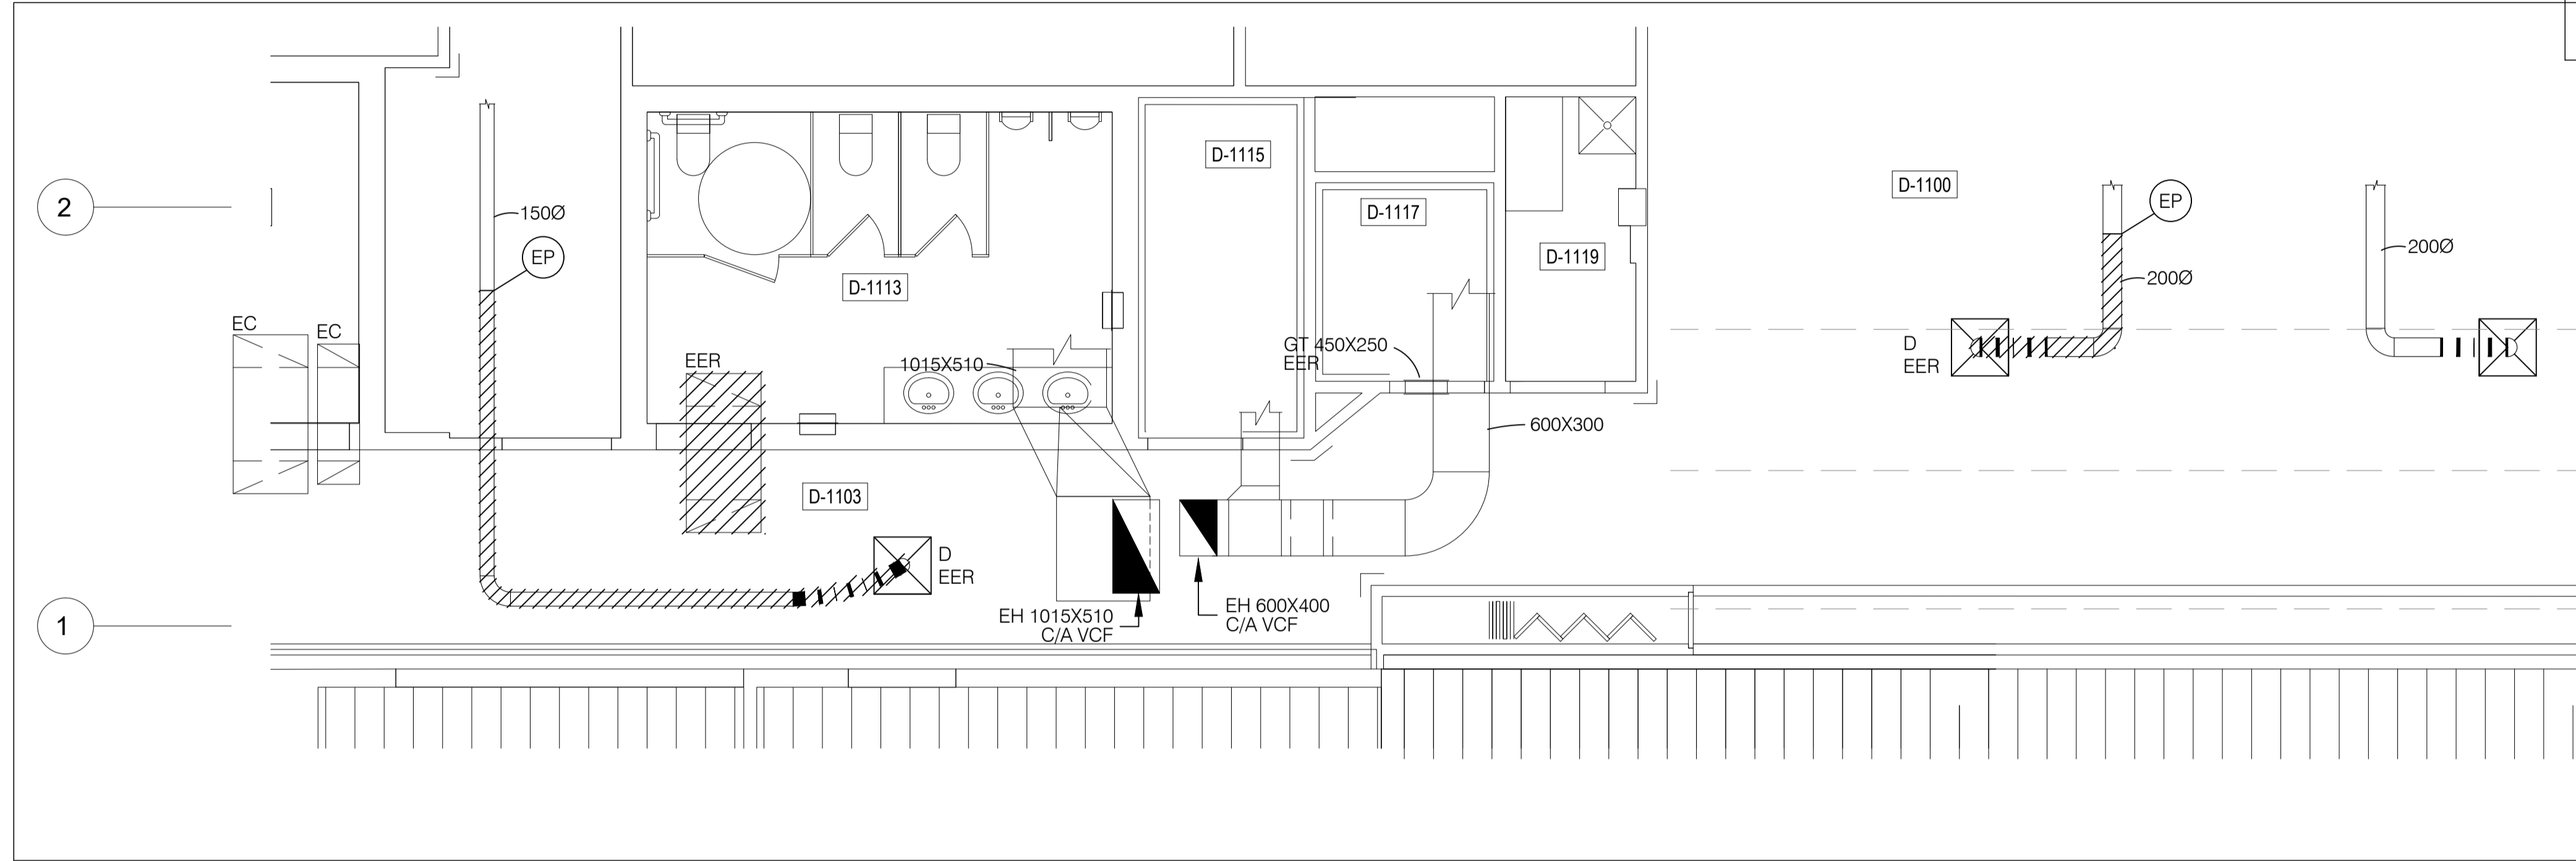 D-1115
D-1100
2
EP
D-1117
150Ø
200Ø
D-1119
EP
200Ø
D-1113
EC
EC
GT 450X250
EER
D
EER
EER
1015X510
600X300
D-1103
D
EER
EH 1015X510
C/A VCF
EH 600X400
C/A VCF
1